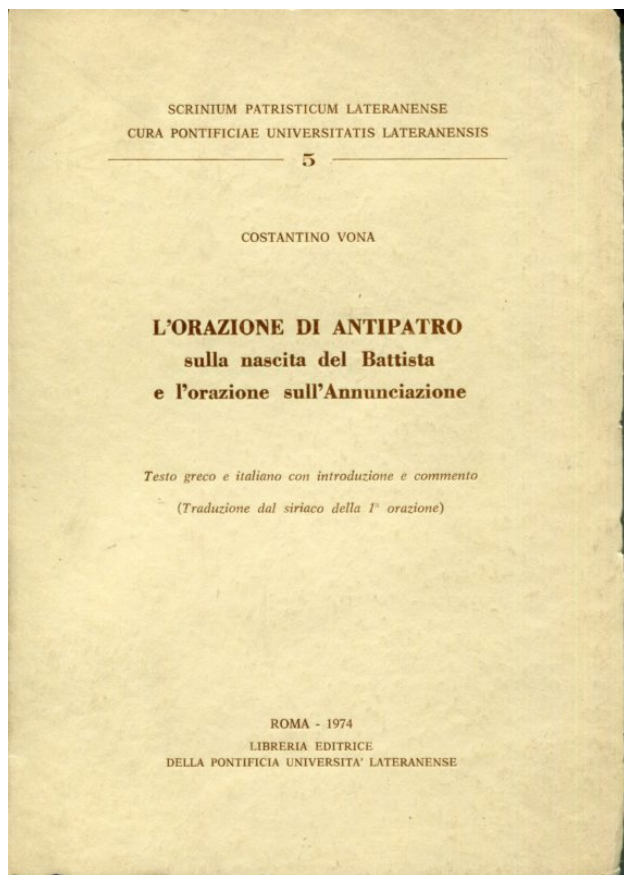 SCRINIUM PATRISTICUM LATERANENSE
CURA PONTIFICIAE UNIVERSITATIS LATERANENSIS
5
COSTANTINO VONA
L'ORAZIONE DI ANTIPATRO
sulla nascita del Battista
e l'orazione sull'Annunciazione
Testo greco e italiano con introduzione e commento
(Traduzione dal siriaco della 1ª orazione)
ROMA - 1974
LIBRERIA EDITRICE
DELLA PONTIFICIA UNIVERSITA' LATERANENSE